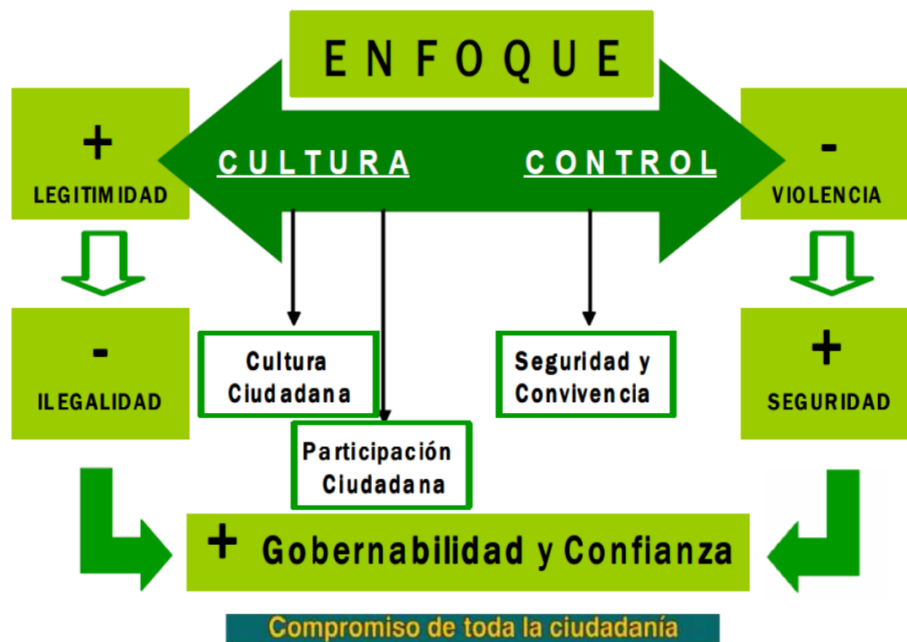 ENFOQUE
+
LEGITIMIDAD
CULTURA
CONTROL
-
VIOLENCIA
-
ILEGALIDAD
Cultura
Ciudadana
Participación
Ciudadana
Seguridad y
Convivencia
+
SEGURIDAD
+ Gobernabilidad y Confianza
Compromiso de toda la ciudadanía